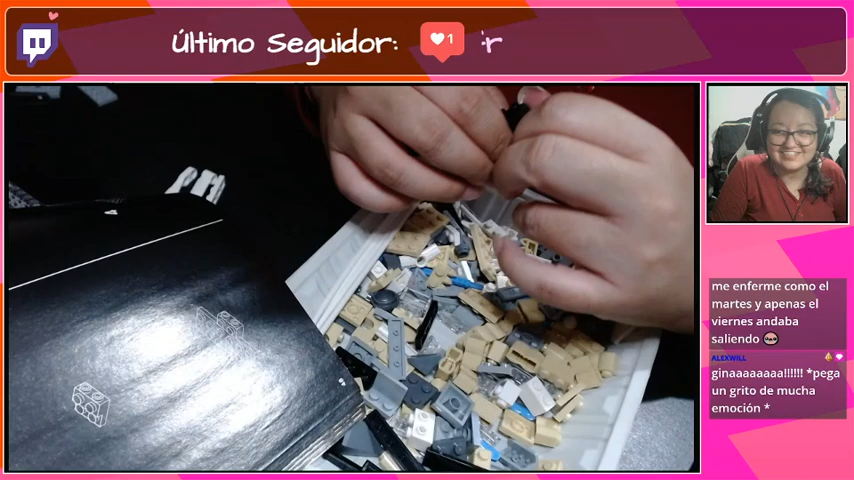 Último Seguidor:
1
r
me enferme como el
martes y apenas el
viernes andaba
saliendo
ALEXWILL
ginaaaaaaaa!!!!!! *pega
un grito de mucha
emoción *